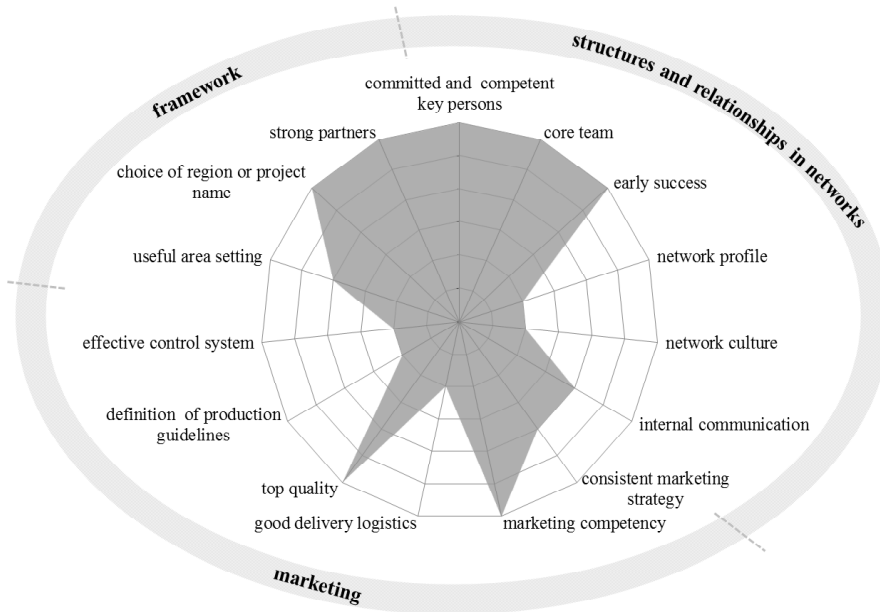 structures and relationships in networks
framework
committed and competent
key persons
strong partners
core team
choice of region or project
name
early success
useful area setting
network profile
effective control system
network culture
definition of production
guidelines
internal communication
top quality
consistent marketing
strategy
good delivery logistics
marketing competency
marketing